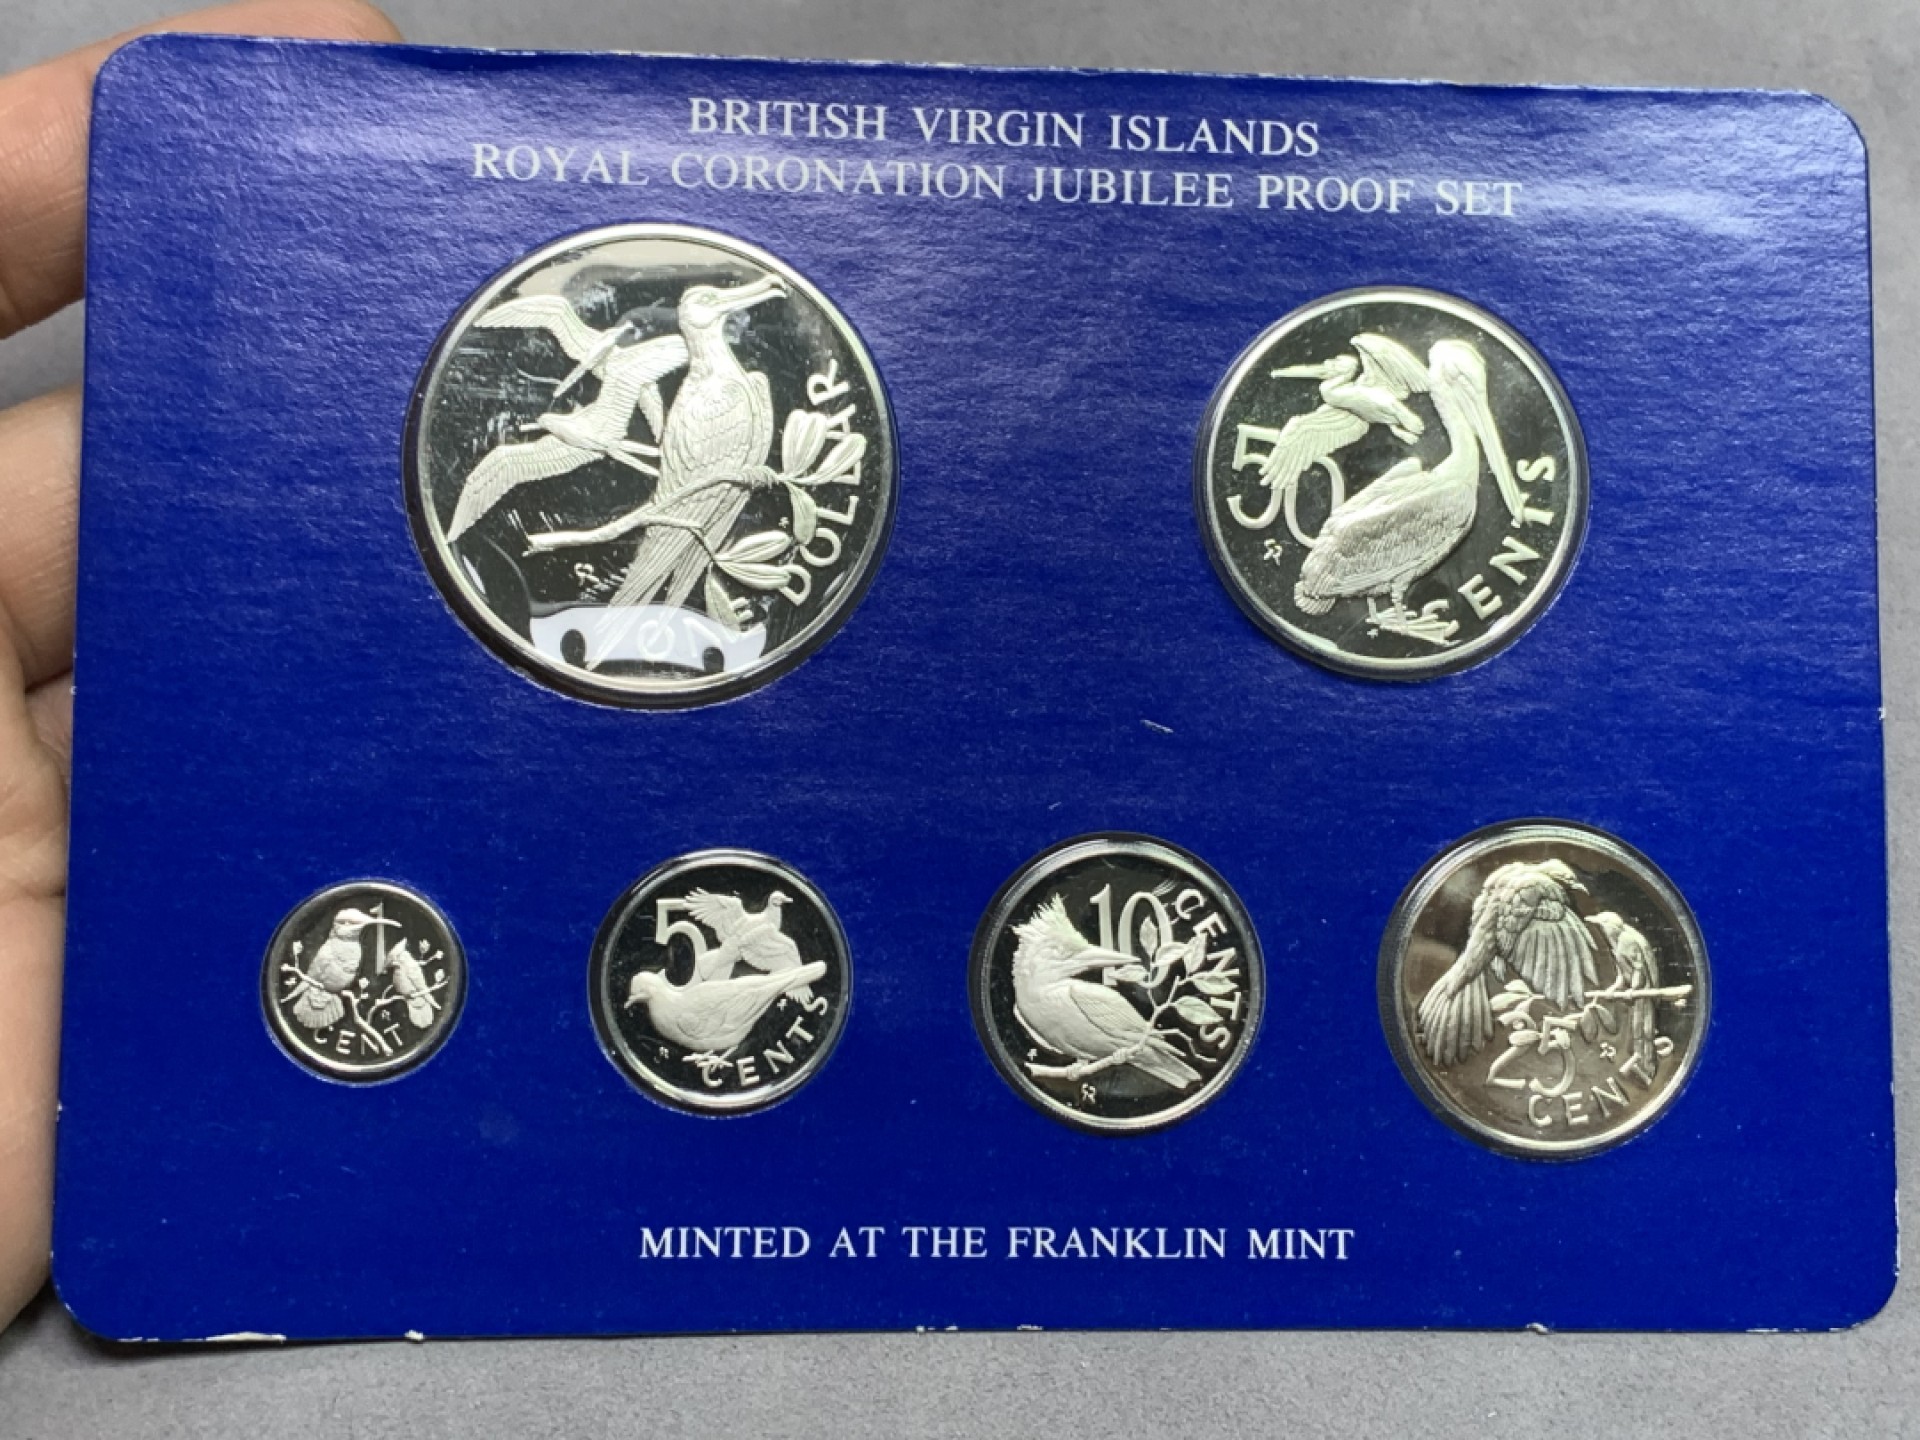 BRITISH VIRGIN ISLANDS
ROYAL CORONATION JUBILEE PROOF SET
ONE DOLLAR
50 CENTS
1 CENT
5 CENTS
10 CENTS
25 CENTS
MINTED AT THE FRANKLIN MINT